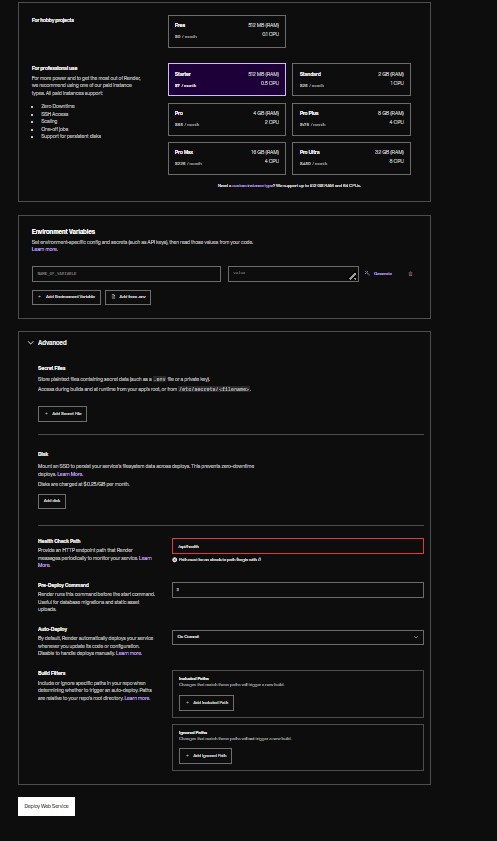 For hobby projects
Free 512 MB (RAM)
$0 / month 0.1 CPU
For professional use
For more power and to get the most out of Render,
we recommend using one of our paid instance
types. All paid instances support:
Zero Downtime
SSH Access
Scaling
One-off Jobs
Support for persistent disks
Starter 512 MB (RAM)
$7 / month 0.5 CPU
Standard 2 GB (RAM)
$25 / month 1 CPU
Pro 4 GB (RAM)
$85 / month 2 CPU
Pro Plus 8 GB (RAM)
$175 / month 4 CPU
Pro Max 16 GB (RAM)
$225 / month 4 CPU
Pro Ultra 32 GB (RAM)
$450 / month 8 CPU
Need a custom instance type? We support up to 512 GB RAM and 64 CPUs.
Environment Variables
Set environment-specific config and secrets (such as API keys), then read those values from your code.
Learn more.
NAME_OF_VARIABLE
value
Generate
+ Add Environment Variable
Add from .env
Advanced
Secret Files
Store plaintext files containing secret data (such as a .env file or a private key).
Access during builds and at runtime from your app's root, or from /etc/secrets/<filename>.
+ Add Secret File
Disk
Mount an SSD to persist your service's filesystem data across deploys. This prevents zero-downtime
deploys. Learn More.
Disks are charged at $0.25/GB per month.
Add disk
Health Check Path
Provide an HTTP endpoint path that Render
messages periodically to monitor your service. Learn
More.
/api/health
Path must be an absolute path (begin with /)
Pre-Deploy Command
Render runs this command before the start command.
Useful for database migrations and static asset
uploads.
$
Auto-Deploy
By default, Render automatically deploys your service
whenever you update its code or configuration.
Disable to handle deploys manually. Learn more.
On Commit
Build Filters
Include or ignore specific paths in your repo when
determining whether to trigger an auto-deploy. Paths
are relative to your repo's root directory. Learn more.
Included Paths
Changes that match these paths will trigger a new build.
+ Add Included Path
Ignored Paths
Changes that match these paths will not trigger a new build.
+ Add Ignored Path
Deploy Web Service